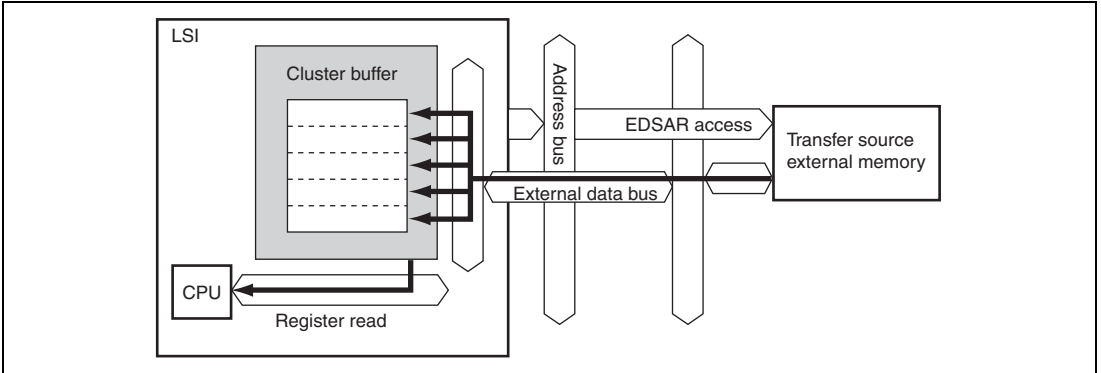 LSI
Cluster buffer
Address bus
EDSAR access
Transfer source
external memory
External data bus
CPU
Register read